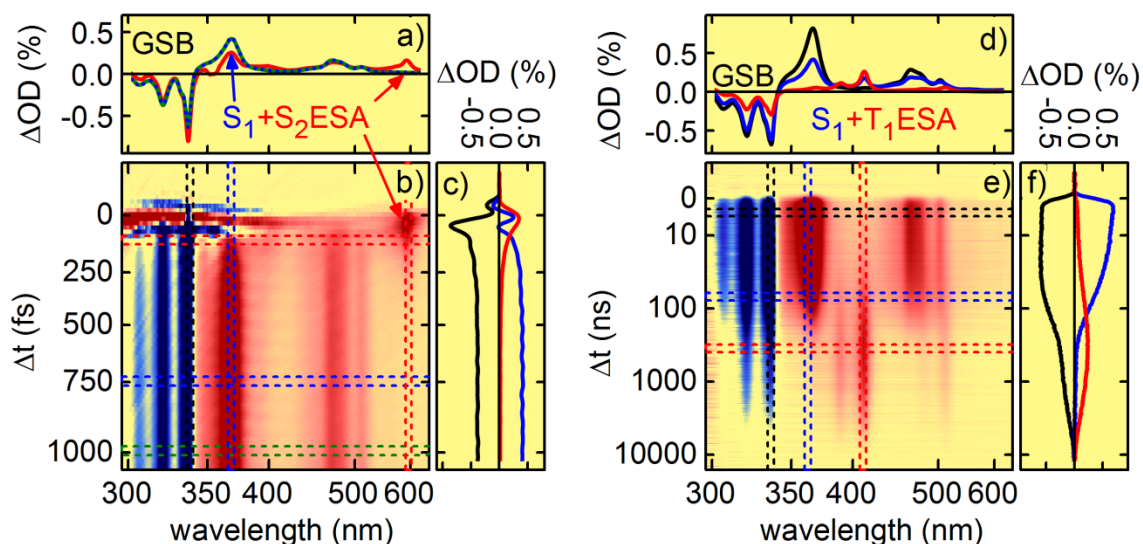 ΔOD (%)
0.5
0.0
-0.5
GSB
a)
S1+S2ESA
ΔOD (%)
-0.5
0.0
0.5
b)
c)
Δt (fs)
0
250
500
750
1000
300
350
400
500
600
wavelength (nm)
ΔOD (%)
0.5
0.0
-0.5
GSB
d)
S1+T1ESA
ΔOD (%)
-0.5
0.0
0.5
e)
f)
Δt (ns)
0
10
100
1000
10000
300
350
400
500
600
wavelength (nm)